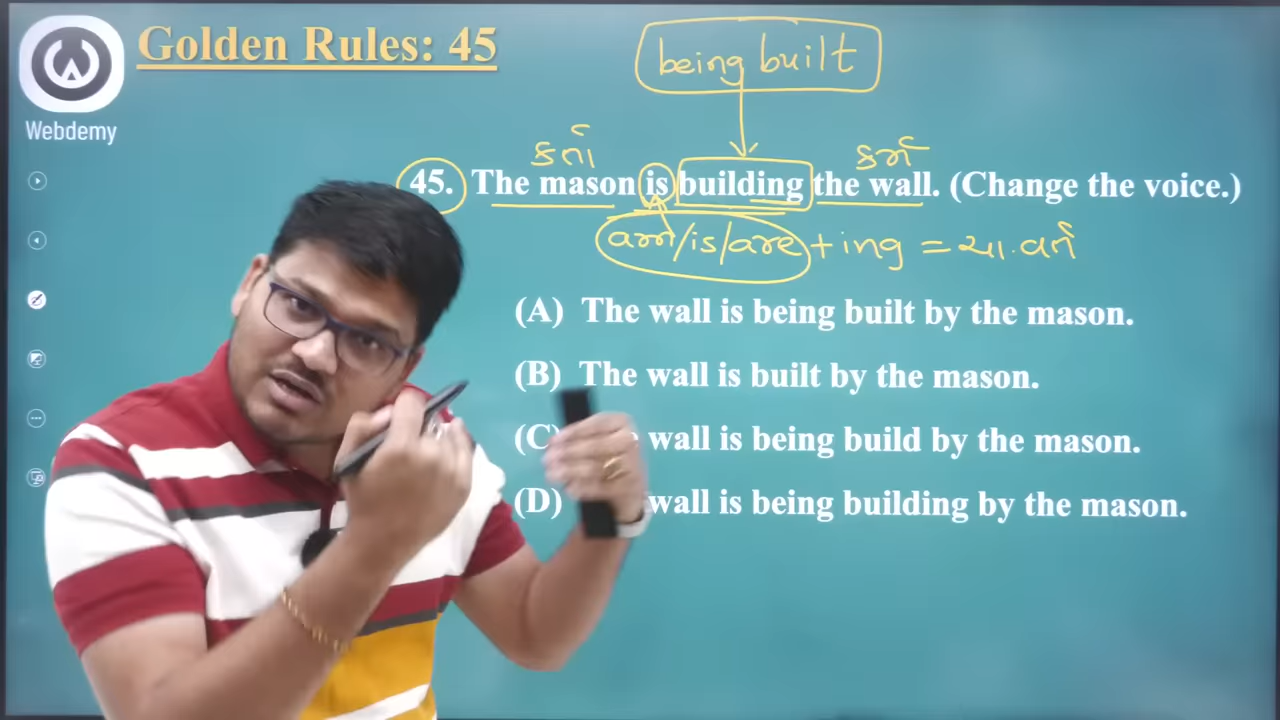 Golden Rules: 45
being built
Webdemy
કર્તા
કર્મ
45. The mason is building the wall. (Change the voice.)
am/is/are + ing = ચા.વર્ત
(A) The wall is being built by the mason.
(B) The wall is built by the mason.
(C) wall is being build by the mason.
(D) wall is being building by the mason.